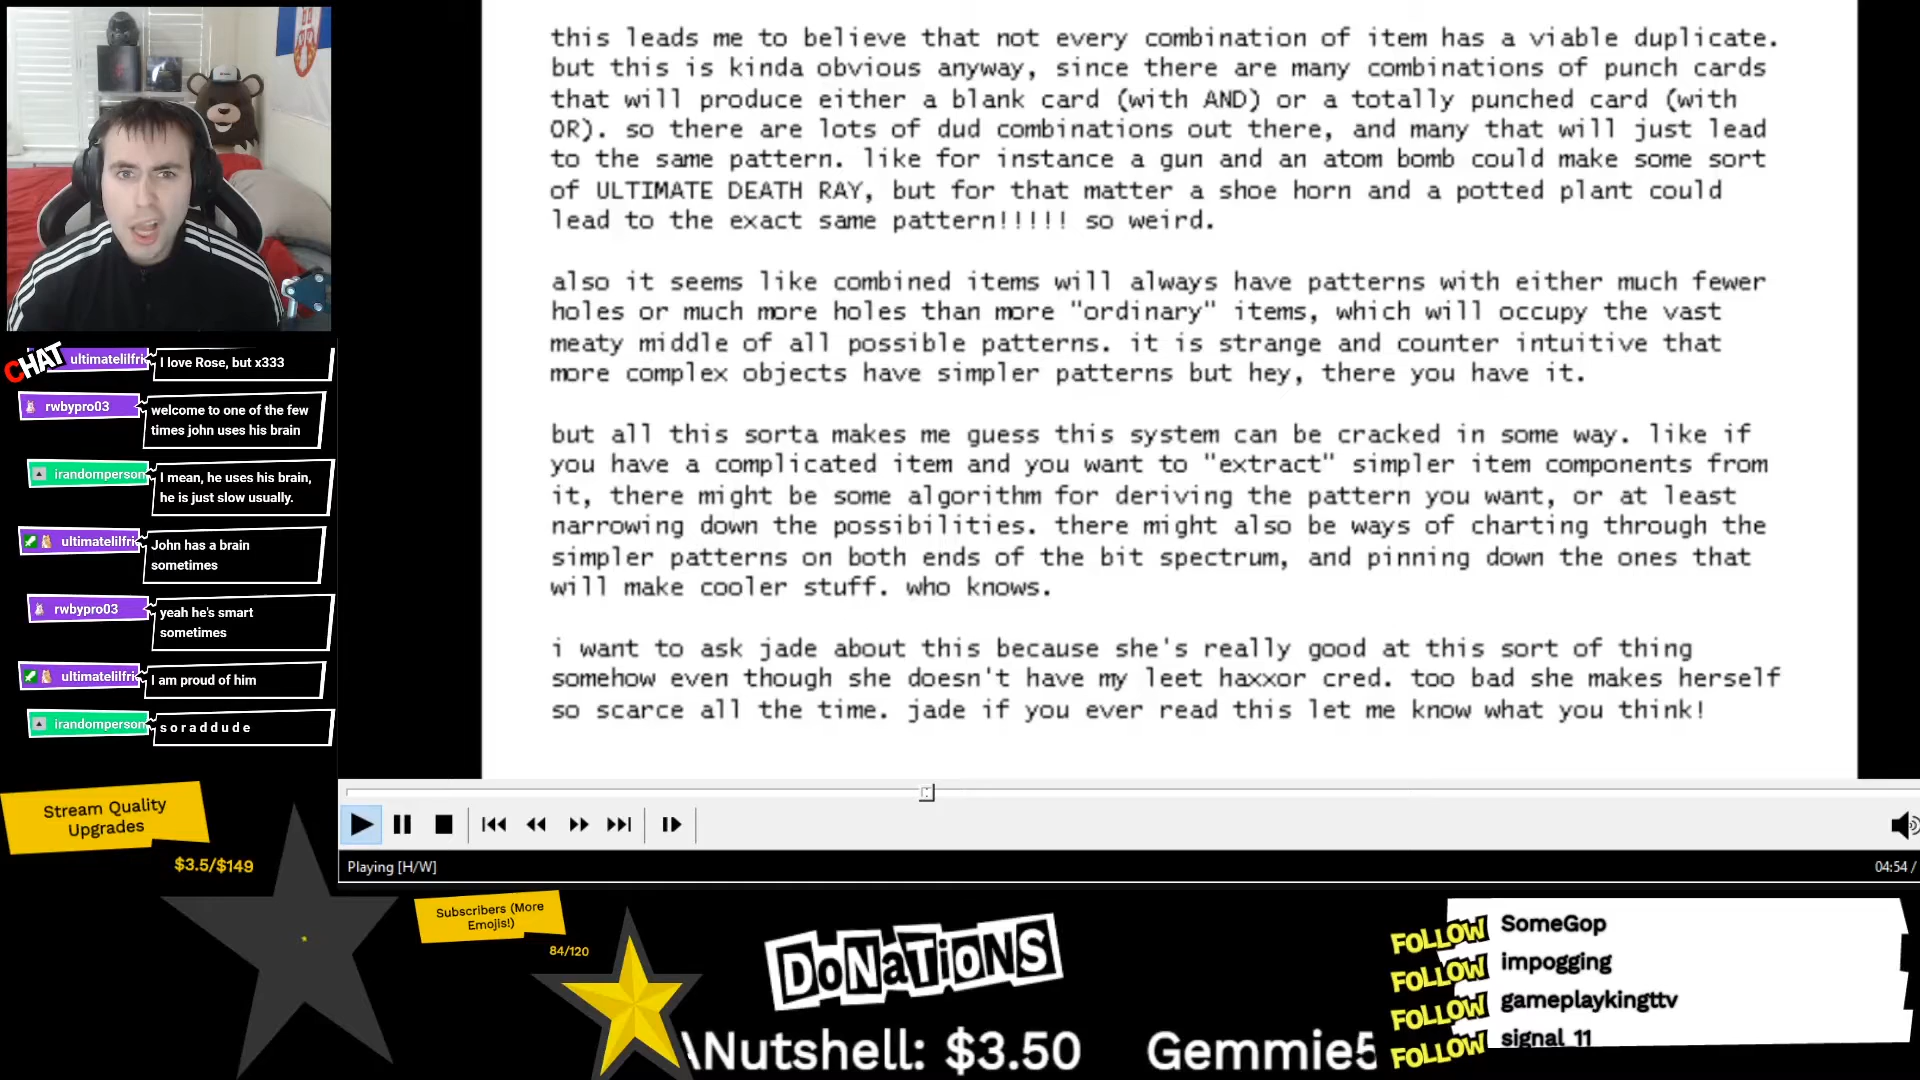 this leads me to believe that not every combination of item has a viable duplicate.
but this is kinda obvious anyway, since there are many combinations of punch cards
that will produce either a blank card (with AND) or a totally punched card (with
OR). so there are lots of dud combinations out there, and many that will just lead
to the same pattern. like for instance a gun and an atom bomb could make some sort
of ULTIMATE DEATH RAY, but for that matter a shoe horn and a potted plant could
lead to the exact same pattern!!!!! so weird.
also it seems like combined items will always have patterns with either much fewer
holes or much more holes than more "ordinary" items, which will occupy the vast
meaty middle of all possible patterns. it is strange and counter intuitive that
more complex objects have simpler patterns but hey, there you have it.
but all this sorta makes me guess this system can be cracked in some way. like if
you have a complicated item and you want to "extract" simpler item components from
it, there might be some algorithm for deriving the pattern you want, or at least
narrowing down the possibilities. there might also be ways of charting through the
simpler patterns on both ends of the bit spectrum, and pinning down the ones that
will make cooler stuff. who knows.
i want to ask jade about this because she's really good at this sort of thing
somehow even though she doesn't have my leet haxxor cred. too bad she makes herself
so scarce all the time. jade if you ever read this let me know what you think!
CHAT
ultimatelilfri
I love Rose, but x333
rwbypro03
welcome to one of the few
times john uses his brain
irandomperson
I mean, he uses his brain,
he is just slow usually.
ultimatelilfri
John has a brain
sometimes
rwbypro03
yeah he's smart
sometimes
ultimatelilfri
I am proud of him
irandomperson
s o r a d d u d e
Playing [H/W]
04:54 /
Stream Quality
Upgrades
$3.5/$149
Subscribers (More
Emojis!)
84/120
DoNaTiONS
Nutshell: $3.50 Gemmie5
FOLLOW SomeGop
FOLLOW impogging
FOLLOW gameplaykingttv
FOLLOW signal_11